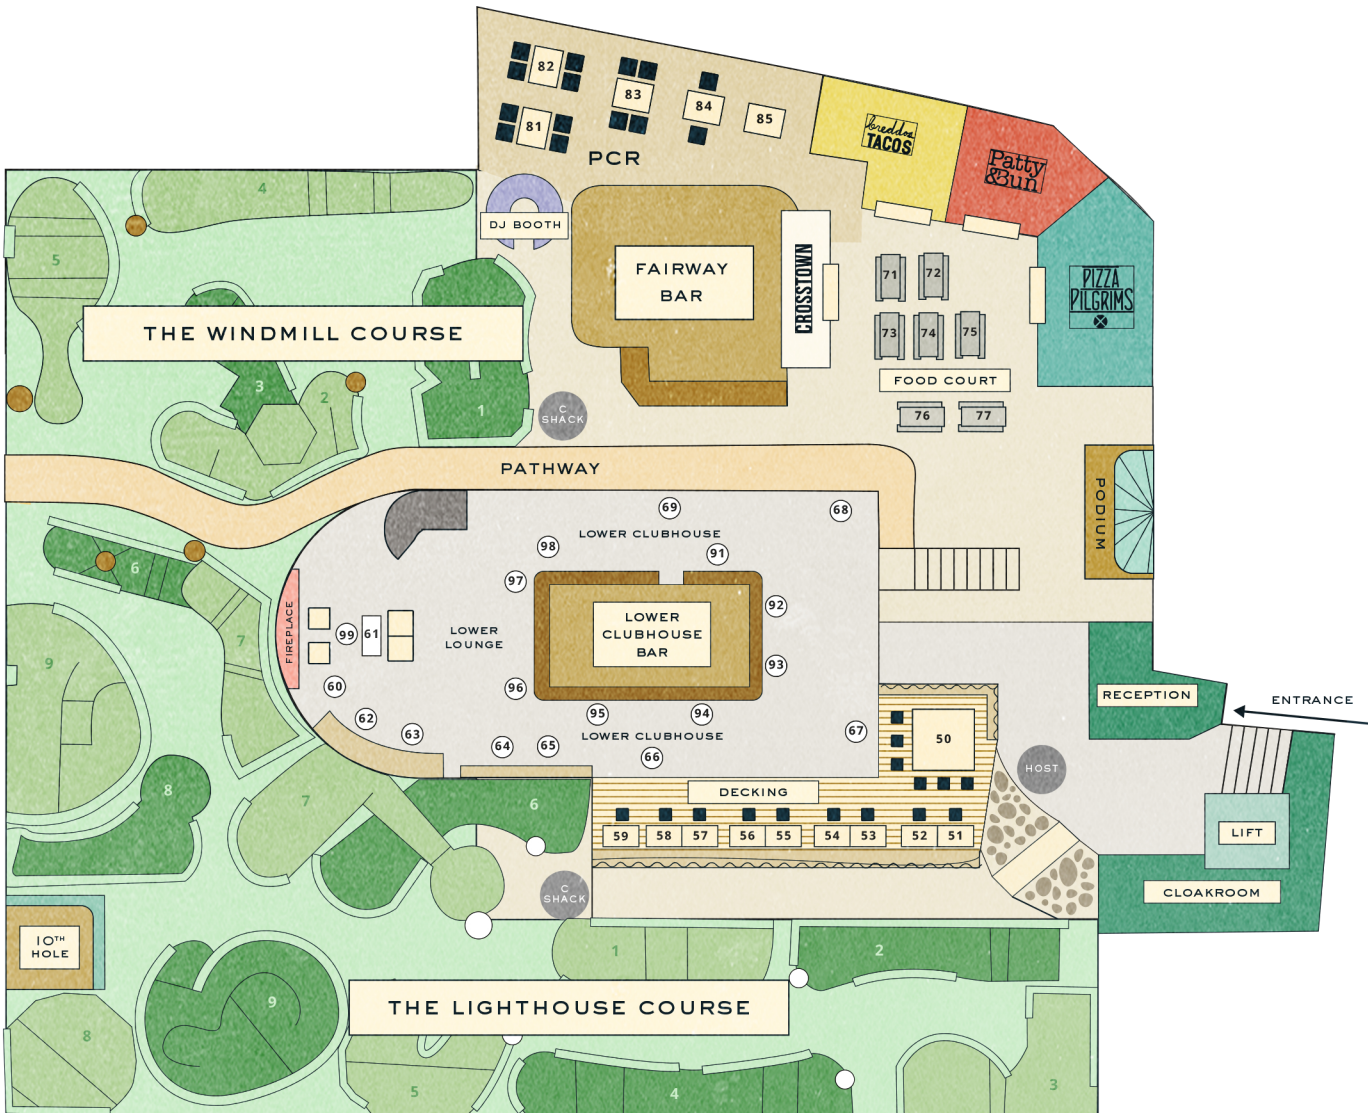 82
83
84
85
81
PCR
breddos
TACOS
Patty
&Bun
PIZZA
PILGRIMS
DJ BOOTH
FAIRWAY
BAR
CROSSTOWN
71
72
73
74
75
FOOD COURT
76
77
4
5
THE WINDMILL COURSE
3
2
1
C
SHACK
PATHWAY
PODIUM
69
68
LOWER CLUBHOUSE
98
91
97
92
6
7
9
FIREPLACE
99
61
LOWER
LOUNGE
LOWER
CLUBHOUSE
BAR
93
60
96
62
63
95
94
LOWER CLUBHOUSE
64
65
66
67
50
RECEPTION
ENTRANCE
HOST
DECKING
59
58
57
56
55
54
53
52
51
LIFT
CLOAKROOM
8
7
6
C
SHACK
10TH
HOLE
1
2
9
THE LIGHTHOUSE COURSE
8
5
4
3